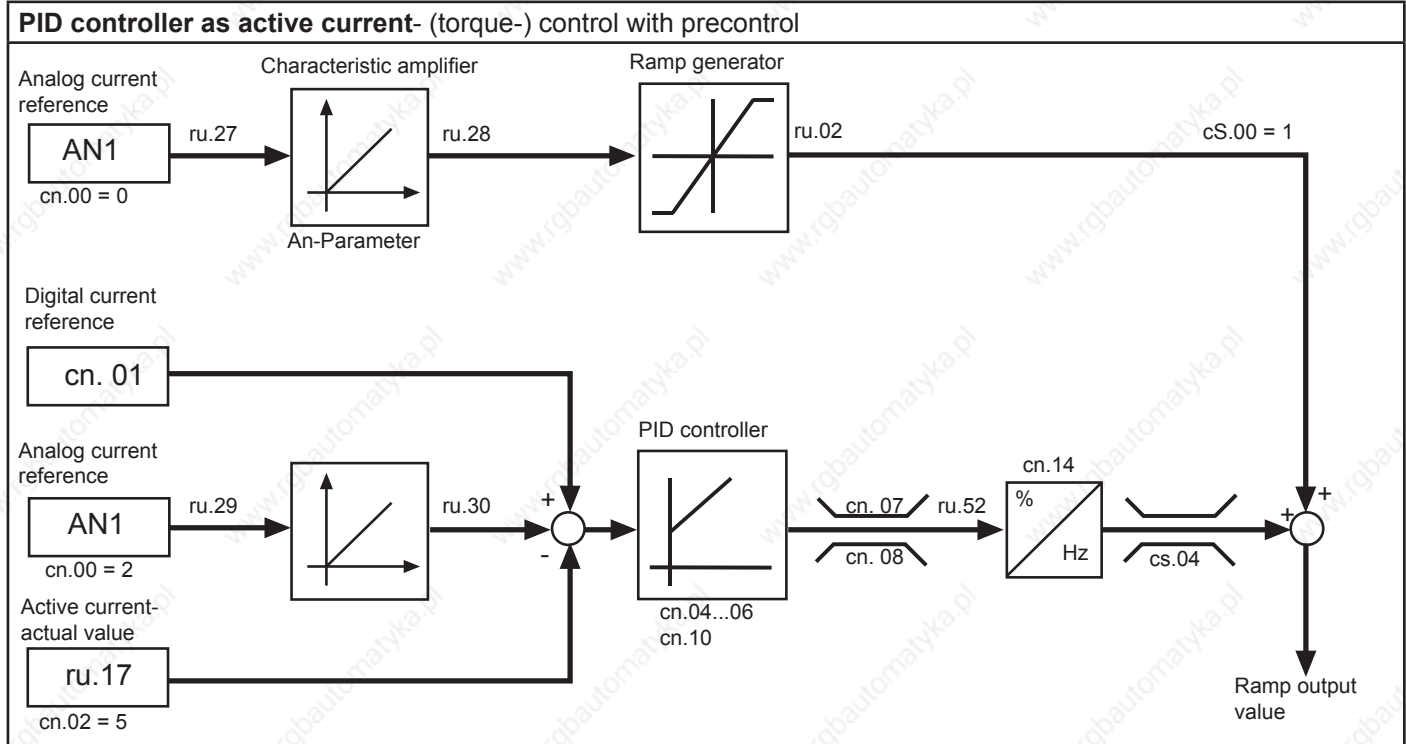 PID controller as active current- (torque-) control with precontrol
Analog current
reference
AN1
cn.00 = 0
ru.27
Characteristic amplifier
An-Parameter
ru.28
Ramp generator
ru.02
cS.00 = 1
Digital current
reference
cn. 01
Analog current
reference
AN1
cn.00 = 2
ru.29
ru.30
Active current-
actual value
ru.17
cn.02 = 5
+
-
PID controller
cn.04...06
cn.10
cn. 07
cn. 08
ru.52
cn.14
%
Hz
cs.04
+
+
Ramp output
value
www.rgbautomatyka.pl